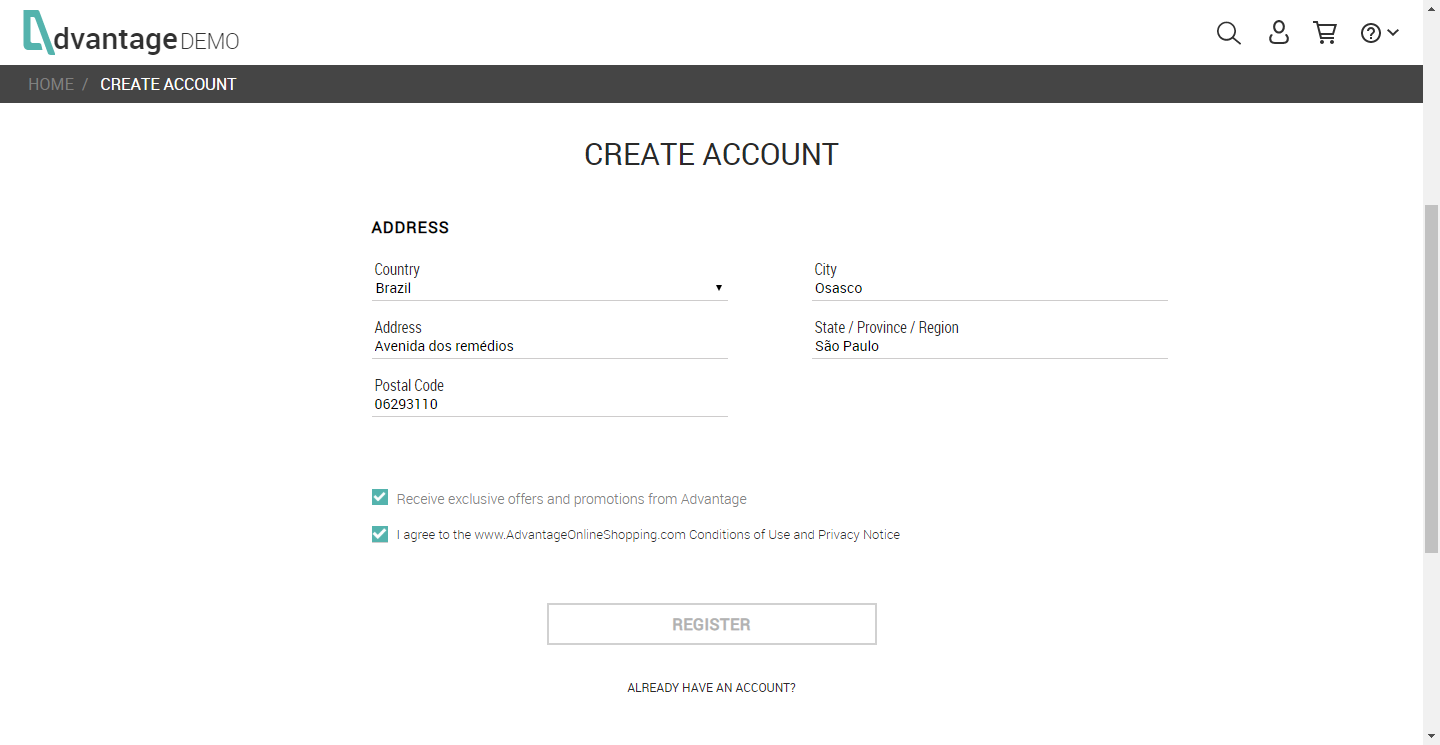 dvantage DEMO
HOME / CREATE ACCOUNT
CREATE ACCOUNT
ADDRESS
Country
Brazil
City
Osasco
Address
Avenida dos remédios
State / Province / Region
São Paulo
Postal Code
06293110
Receive exclusive offers and promotions from Advantage
I agree to the www.AdvantageOnlineShopping.com Conditions of Use and Privacy Notice
REGISTER
ALREADY HAVE AN ACCOUNT?